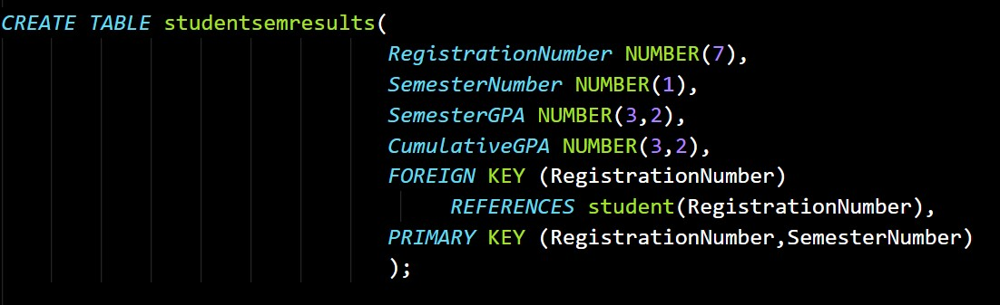 CREATE TABLE studentsemresults(
RegistrationNumber NUMBER(7),
SemesterNumber NUMBER(1),
SemesterGPA NUMBER(3,2),
CumulativeGPA NUMBER(3,2),
FOREIGN KEY (RegistrationNumber)
REFERENCES student(RegistrationNumber),
PRIMARY KEY (RegistrationNumber,SemesterNumber)
);